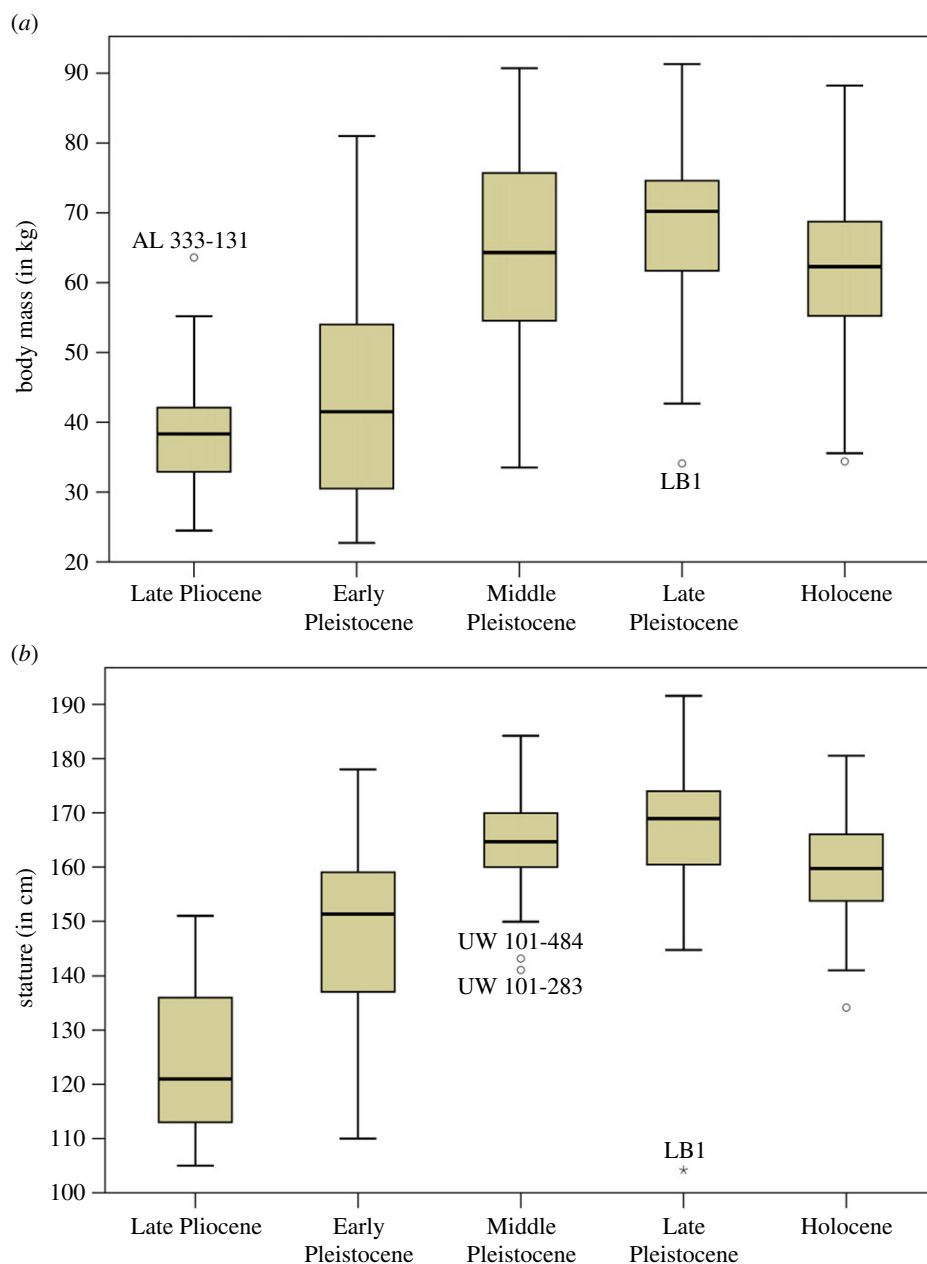 (a)
90
80
70
60
50
40
30
20
body mass (in kg)
AL 333-131
LB1
Late Pliocene
Early
Pleistocene
Middle
Pleistocene
Late
Pleistocene
Holocene
(b)
190
180
170
160
150
140
130
120
110
100
stature (in cm)
UW 101-484
UW 101-283
LB1
*
Late Pliocene
Early
Pleistocene
Middle
Pleistocene
Late
Pleistocene
Holocene